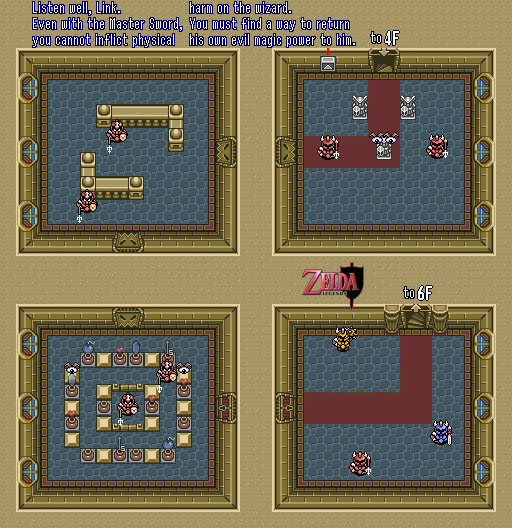 Listen well, Link.
Even with the Master Sword,
you cannot inflict physical
harm on the wizard.
You must find a way to return
his own evil magic power to him.
to 4F
ZELDA
LEGENDS
to 6F